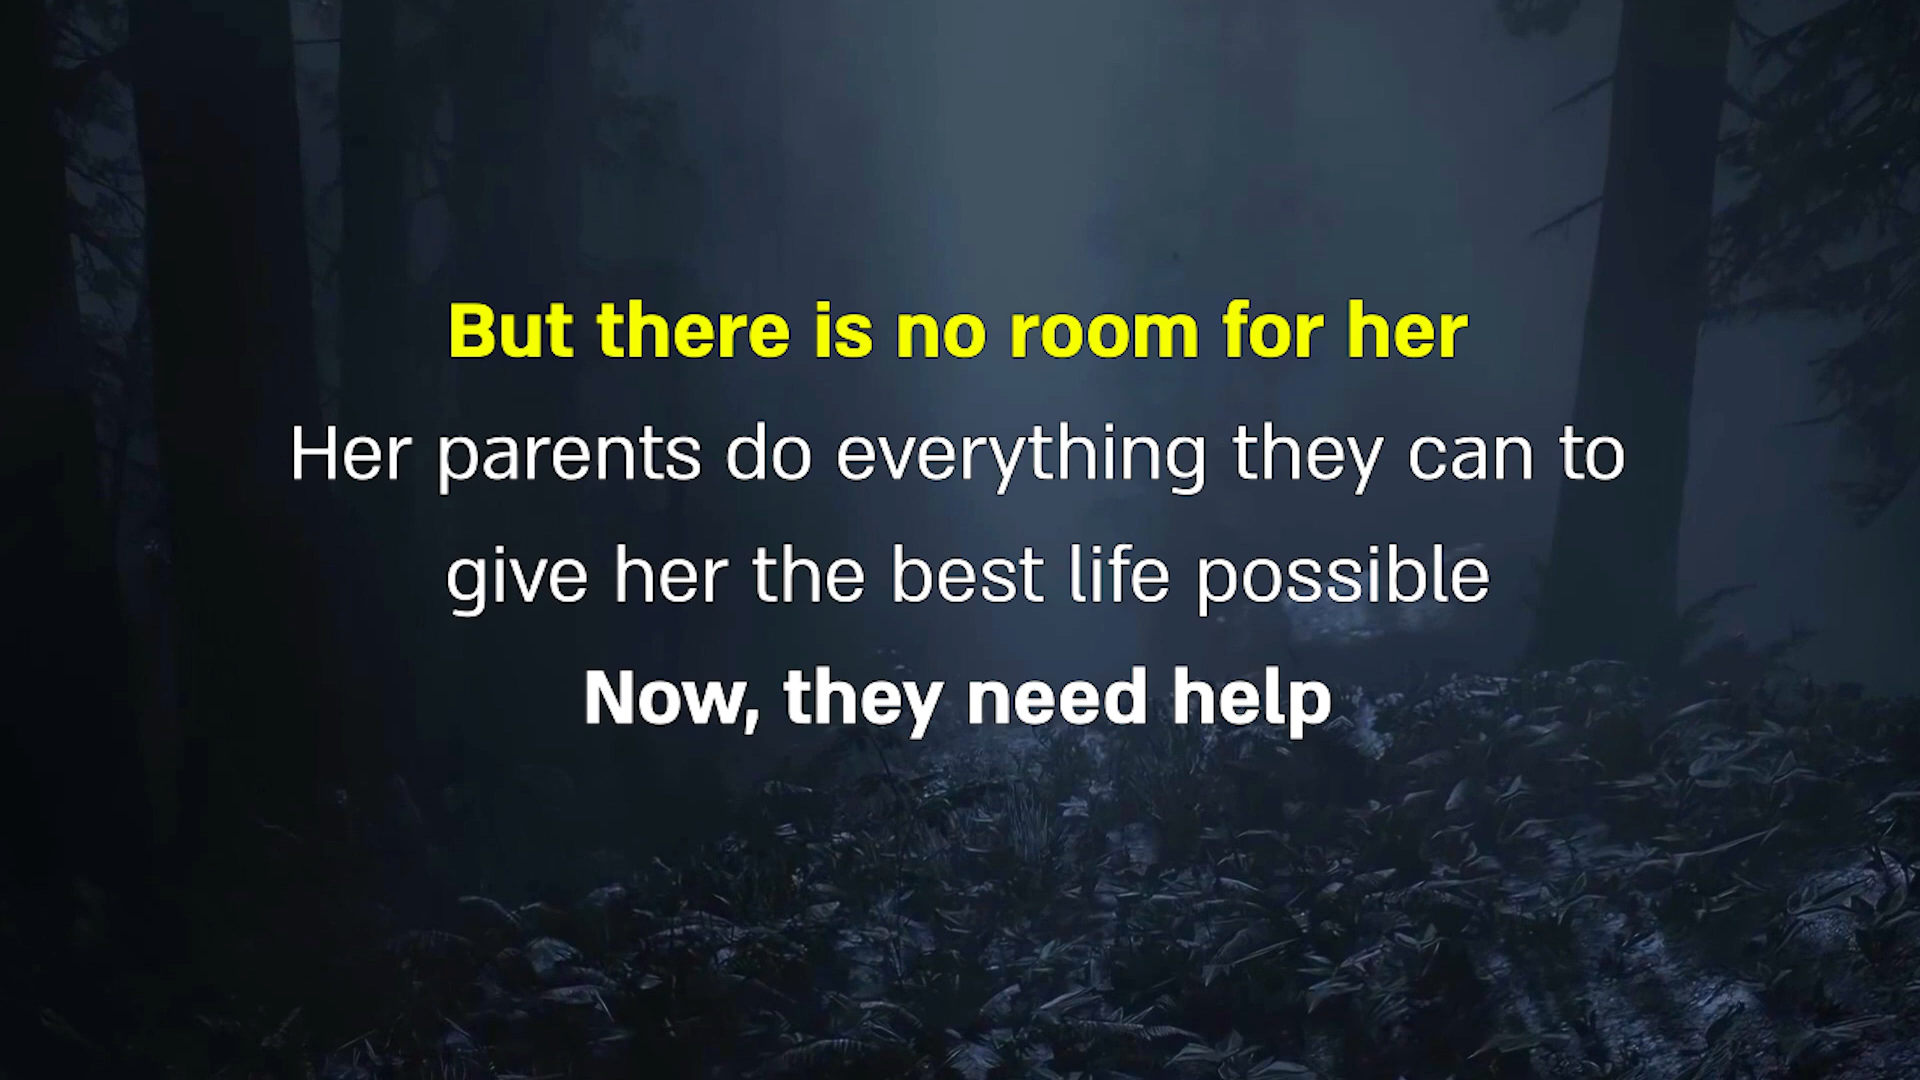 But there is no room for her
Her parents do everything they can to
give her the best life possible
Now, they need help